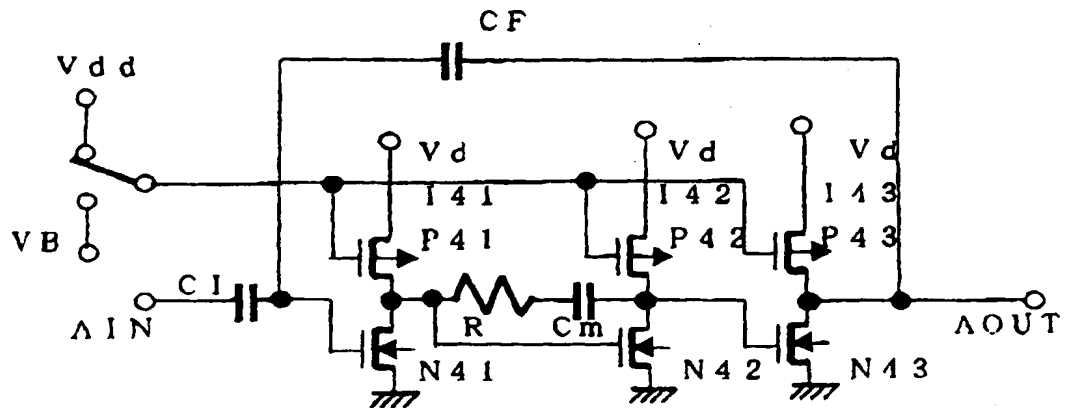 CF
Vdd
Vd Vd Vd
I41 I42 I43
P41 P42 P43
VB
CI
AIN R Cm AOUT
N41 N42 N43